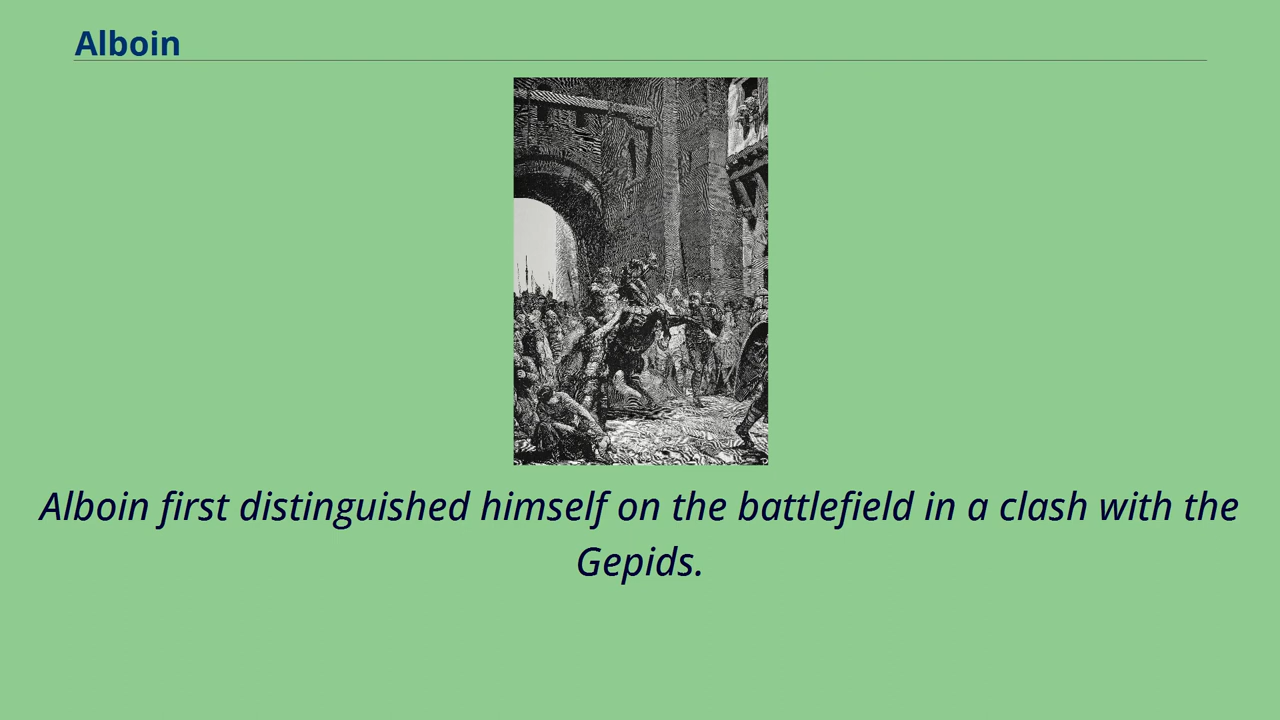 Alboin
Alboin first distinguished himself on the battlefield in a clash with the
Gepids.